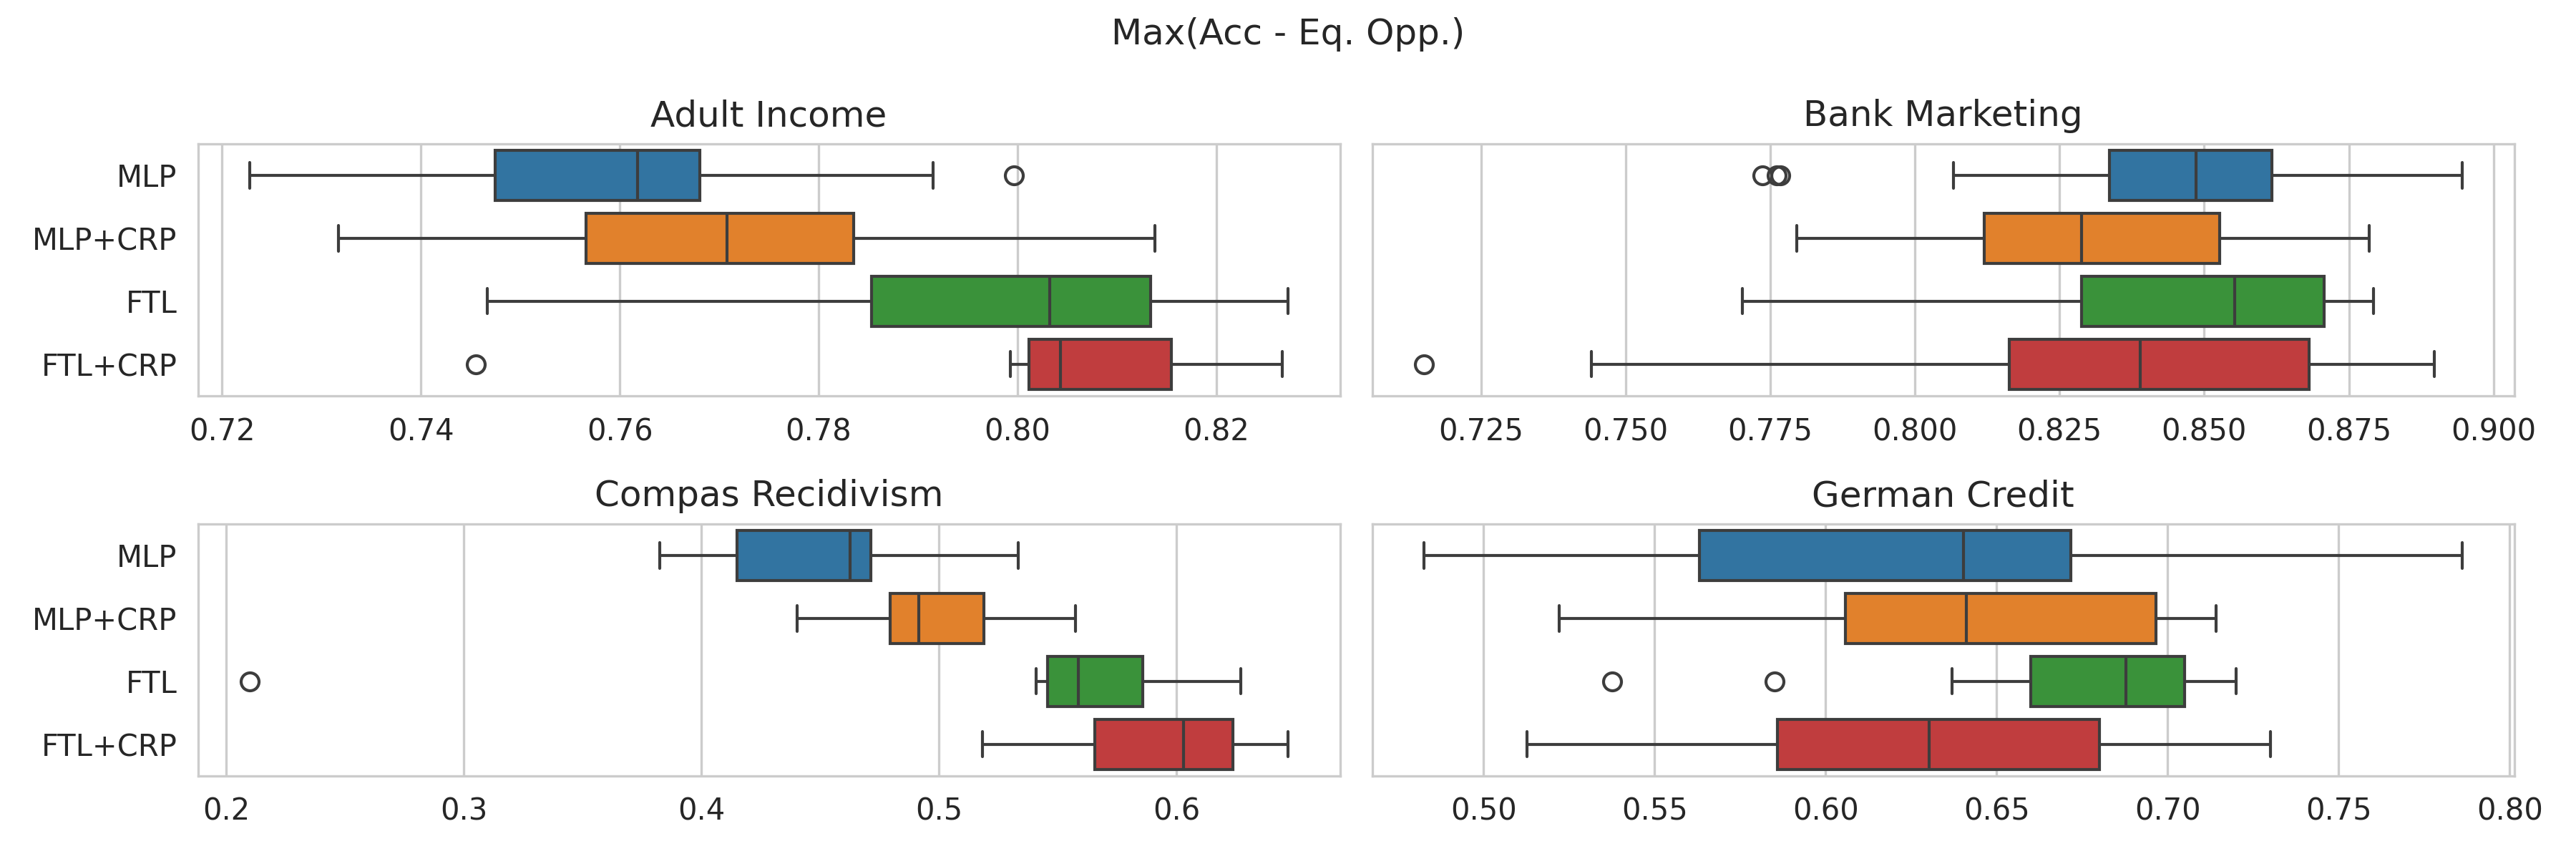 Max(Acc - Eq. Opp.)
Adult Income
MLP
MLP+CRP
FTL
FTL+CRP
0.72 0.74 0.76 0.78 0.80 0.82
Bank Marketing
0.725 0.750 0.775 0.800 0.825 0.850 0.875 0.900
Compas Recidivism
MLP
MLP+CRP
FTL
FTL+CRP
0.2 0.3 0.4 0.5 0.6
German Credit
0.50 0.55 0.60 0.65 0.70 0.75 0.80